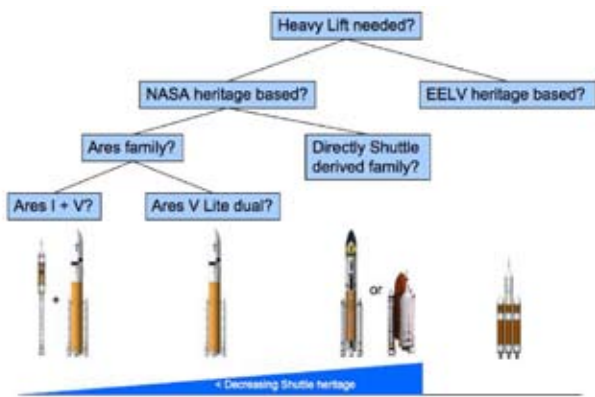 Heavy Lift needed?
NASA heritage based?
EELV heritage based?
Ares family?
Directly Shuttle
derived family?
Ares I + V?
Ares V Lite dual?
+
or
< Decreasing Shuttle heritage